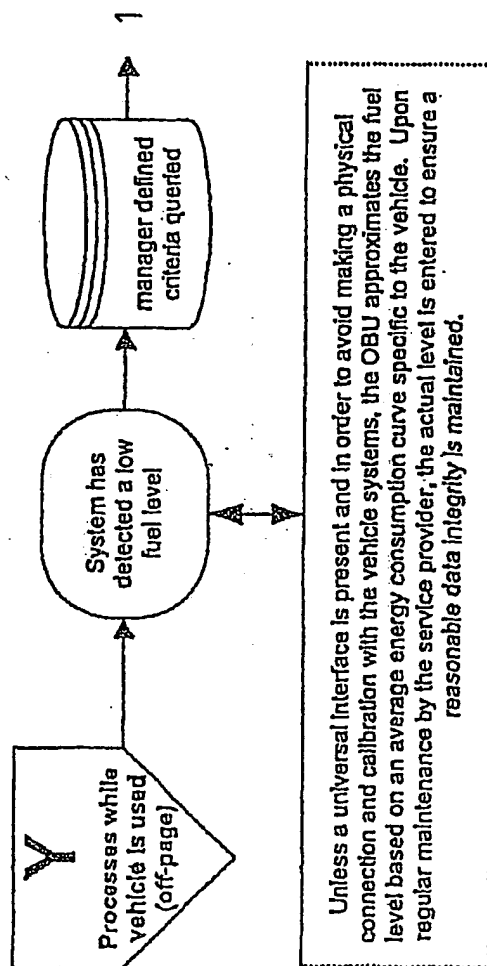 Y
Processes while
vehicle is used
(off-page)
System has
detected a low
fuel level
manager defined
criteria queried
1
Unless a universal interface is present and in order to avoid making a physical
connection and calibration with the vehicle systems, the OBU approximates the fuel
level based on an average energy consumption curve specific to the vehicle. Upon
regular maintenance by the service provider, the actual level is entered to ensure a
reasonable data integrity is maintained.